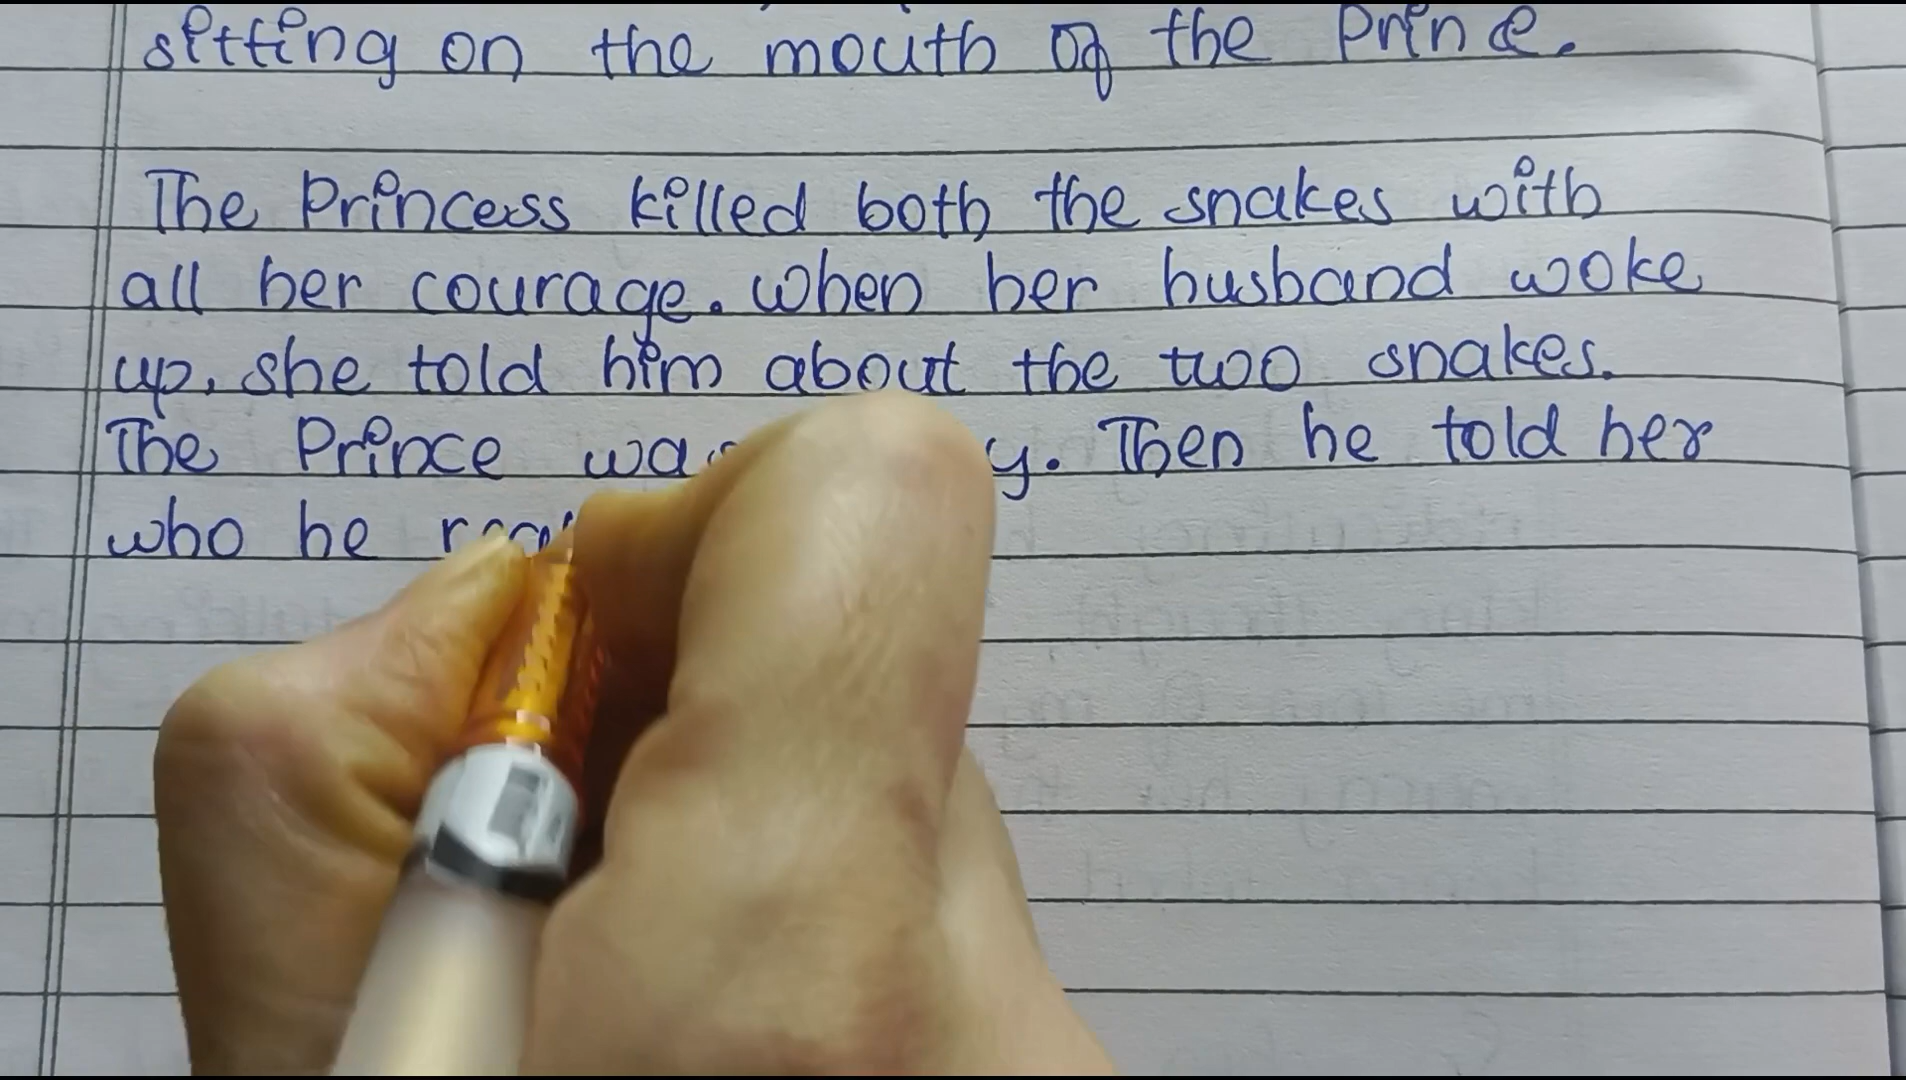 sitting on the mouth of the Prince.
The Princess killed both the snakes with
all her courage. When her husband woke
up, she told him about the two snakes.
The Prince was y. Then he told her
who he